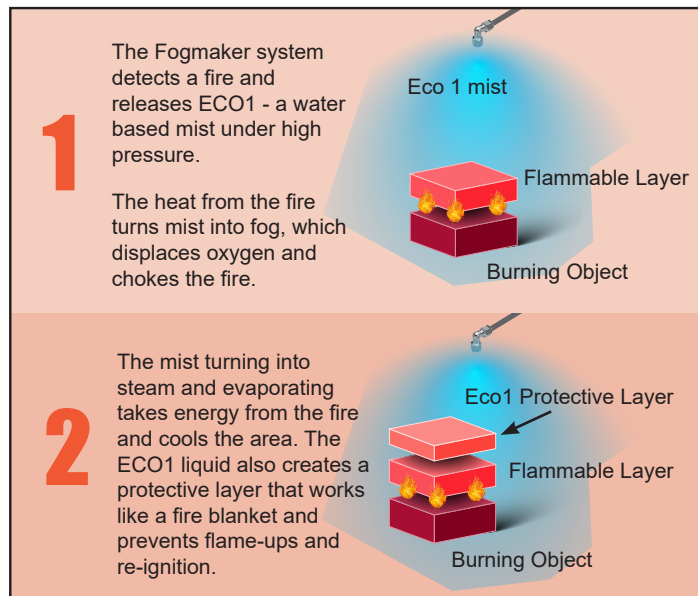 1
The Fogmaker system
detects a fire and
releases ECO1 - a water
based mist under high
pressure.
The heat from the fire
turns mist into fog, which
displaces oxygen and
chokes the fire.
Eco 1 mist
Flammable Layer
Burning Object
2
The mist turning into
steam and evaporating
takes energy from the fire
and cools the area. The
ECO1 liquid also creates a
protective layer that works
like a fire blanket and
prevents flame-ups and
re-ignition.
Eco1 Protective Layer
Flammable Layer
Burning Object